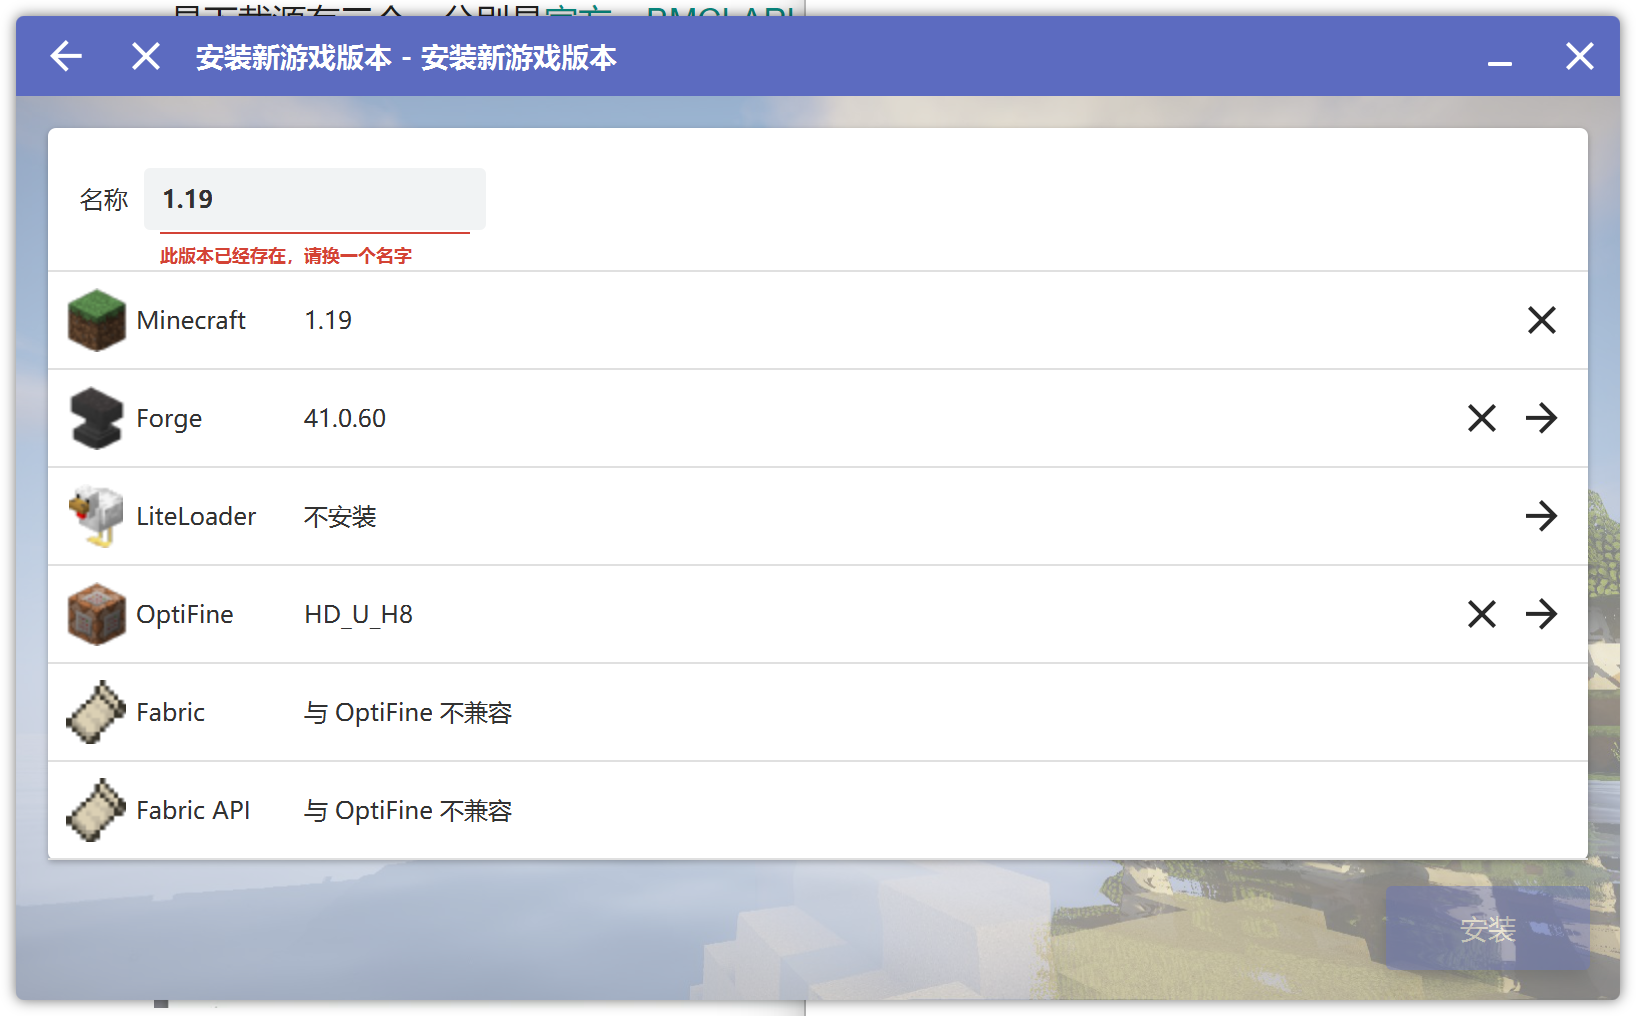 安装新游戏版本 - 安装新游戏版本
名称 1.19
此版本已经存在，请换一个名字
Minecraft 1.19
Forge 41.0.60
LiteLoader 不安装
OptiFine HD_U_H8
Fabric 与 OptiFine 不兼容
Fabric API 与 OptiFine 不兼容
安装